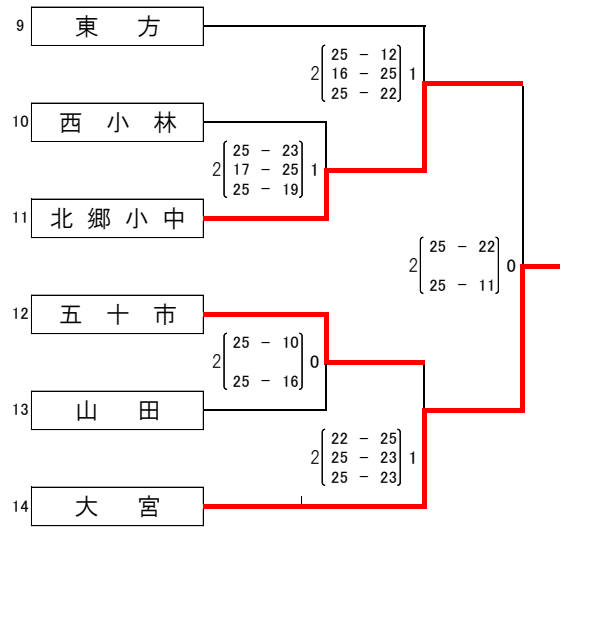 9 東方
2 25 － 12 1
16 － 25
25 － 22
10 西小林
2 25 － 23 1
17 － 25
25 － 19
11 北郷小中
2 25 － 22 0
25 － 11
12 五十市
2 25 － 10 0
25 － 16
13 山田
2 22 － 25 1
25 － 23
25 － 23
14 大宮